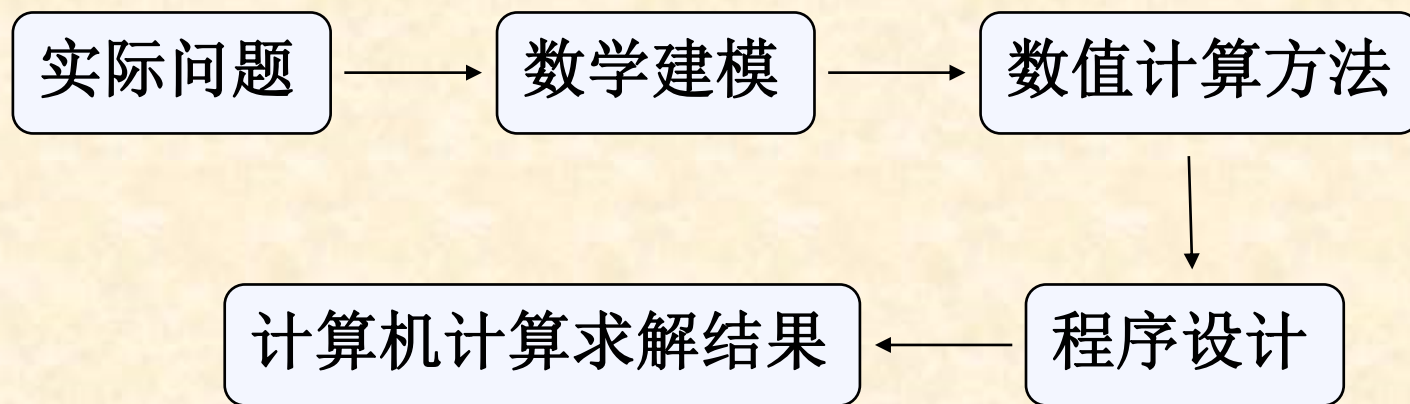 实际问题
数学建模
数值计算方法
程序设计
计算机计算求解结果